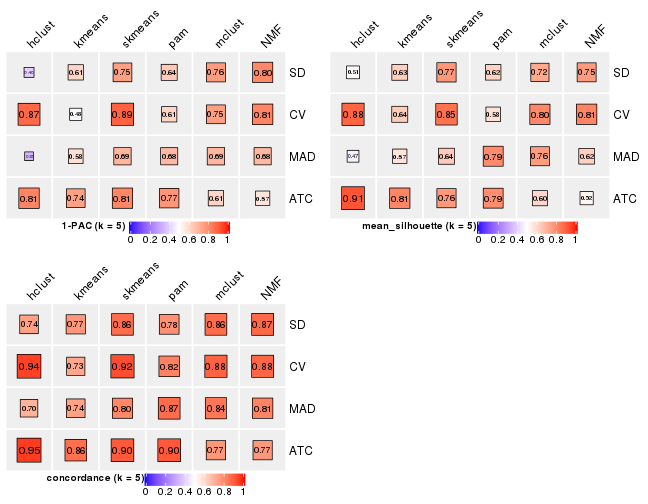 hclust kmeans skmeans pam mclust NMF
0.61 0.75 0.64 0.76 0.80 SD
0.87 0.48 0.89 0.61 0.75 0.81 CV
0.58 0.69 0.68 0.69 0.68 MAD
0.81 0.74 0.81 0.77 0.61 0.57 ATC
1-PAC (k = 5)
0 0.2 0.4 0.6 0.8 1
hclust kmeans skmeans pam mclust NMF
0.51 0.63 0.77 0.62 0.72 0.75 SD
0.88 0.64 0.85 0.58 0.80 0.81 CV
0.47 0.57 0.64 0.79 0.76 0.62 MAD
0.91 0.81 0.76 0.79 0.60 0.52 ATC
mean_silhouette (k = 5)
0 0.2 0.4 0.6 0.8 1
hclust kmeans skmeans pam mclust NMF
0.74 0.77 0.86 0.78 0.86 0.87 SD
0.94 0.73 0.92 0.82 0.88 0.88 CV
0.70 0.74 0.80 0.87 0.84 0.81 MAD
0.95 0.86 0.90 0.90 0.77 0.77 ATC
concordance (k = 5)
0 0.2 0.4 0.6 0.8 1